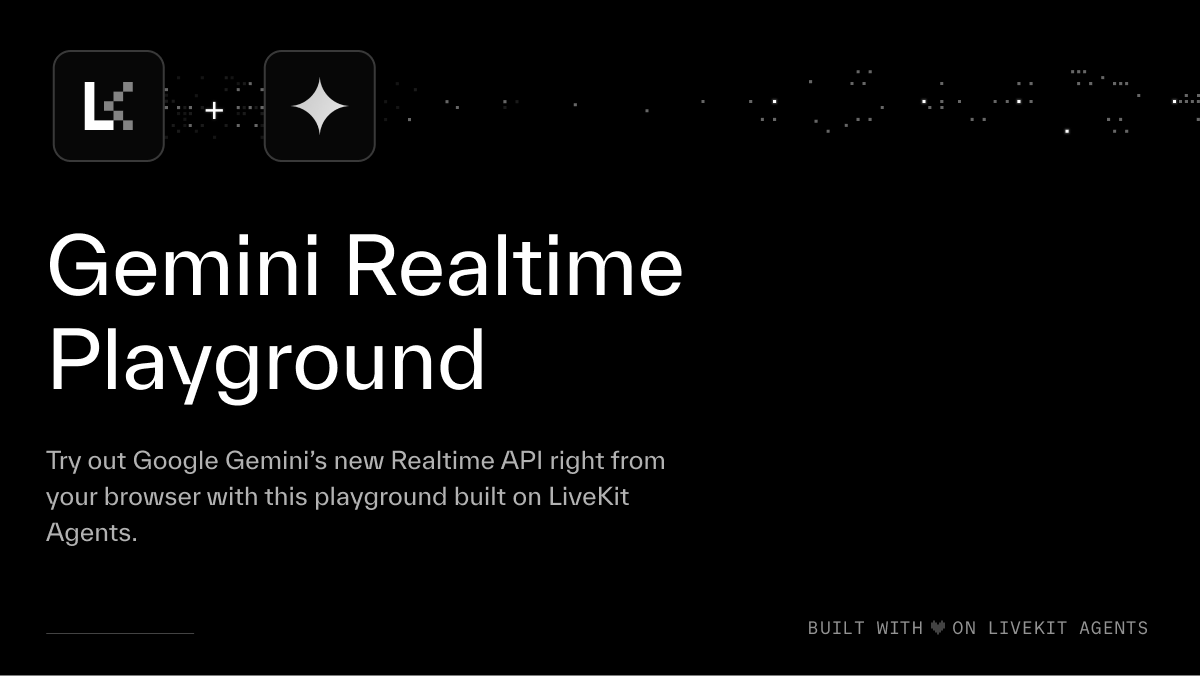 +
Gemini Realtime
Playground
Try out Google Gemini’s new Realtime API right from
your browser with this playground built on LiveKit
Agents.
BUILT WITH ON LIVEKIT AGENTS